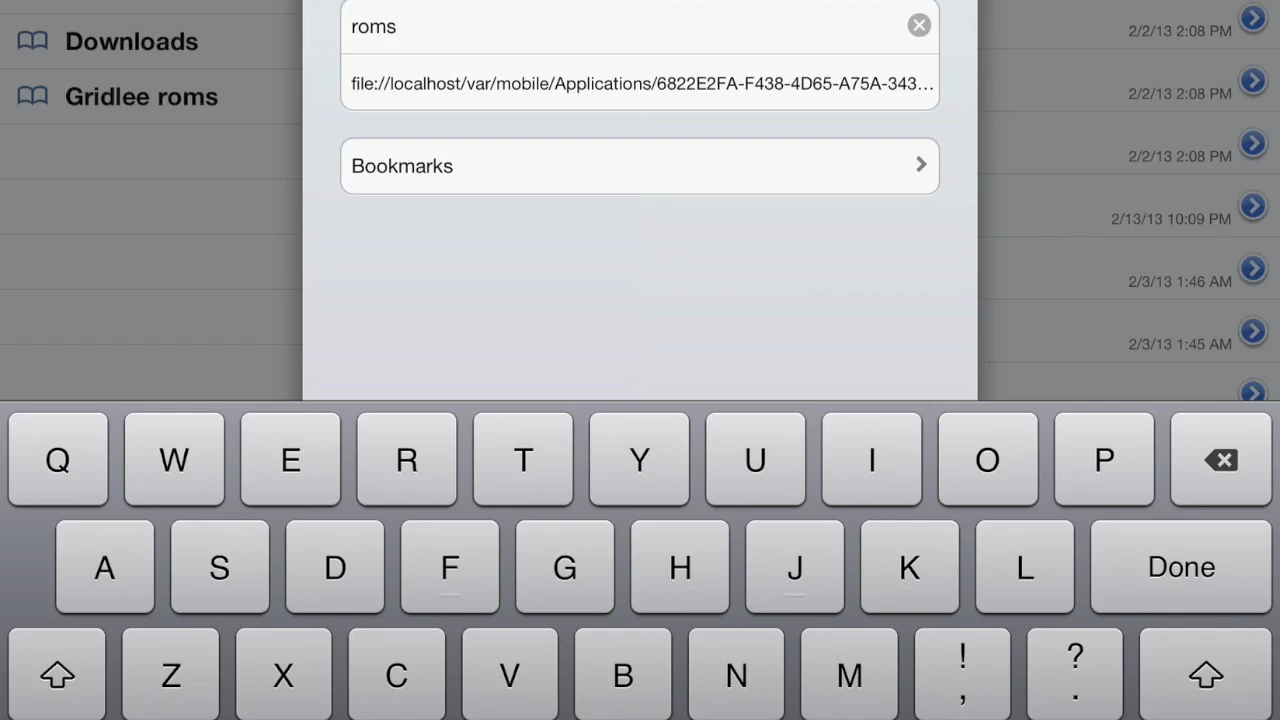 roms
2/2/13 2:08 PM
Downloads
file://localhost/var/mobile/Applications/6822E2FA-F438-4D65-A75A-343...
2/2/13 2:08 PM
Gridlee roms
Bookmarks
2/2/13 2:08 PM
2/13/13 10:09 PM
2/3/13 1:46 AM
2/3/13 1:45 AM
Q W E R T Y U I O P
A S D F G H J K L Done
Z X C V B N M ! , ? .